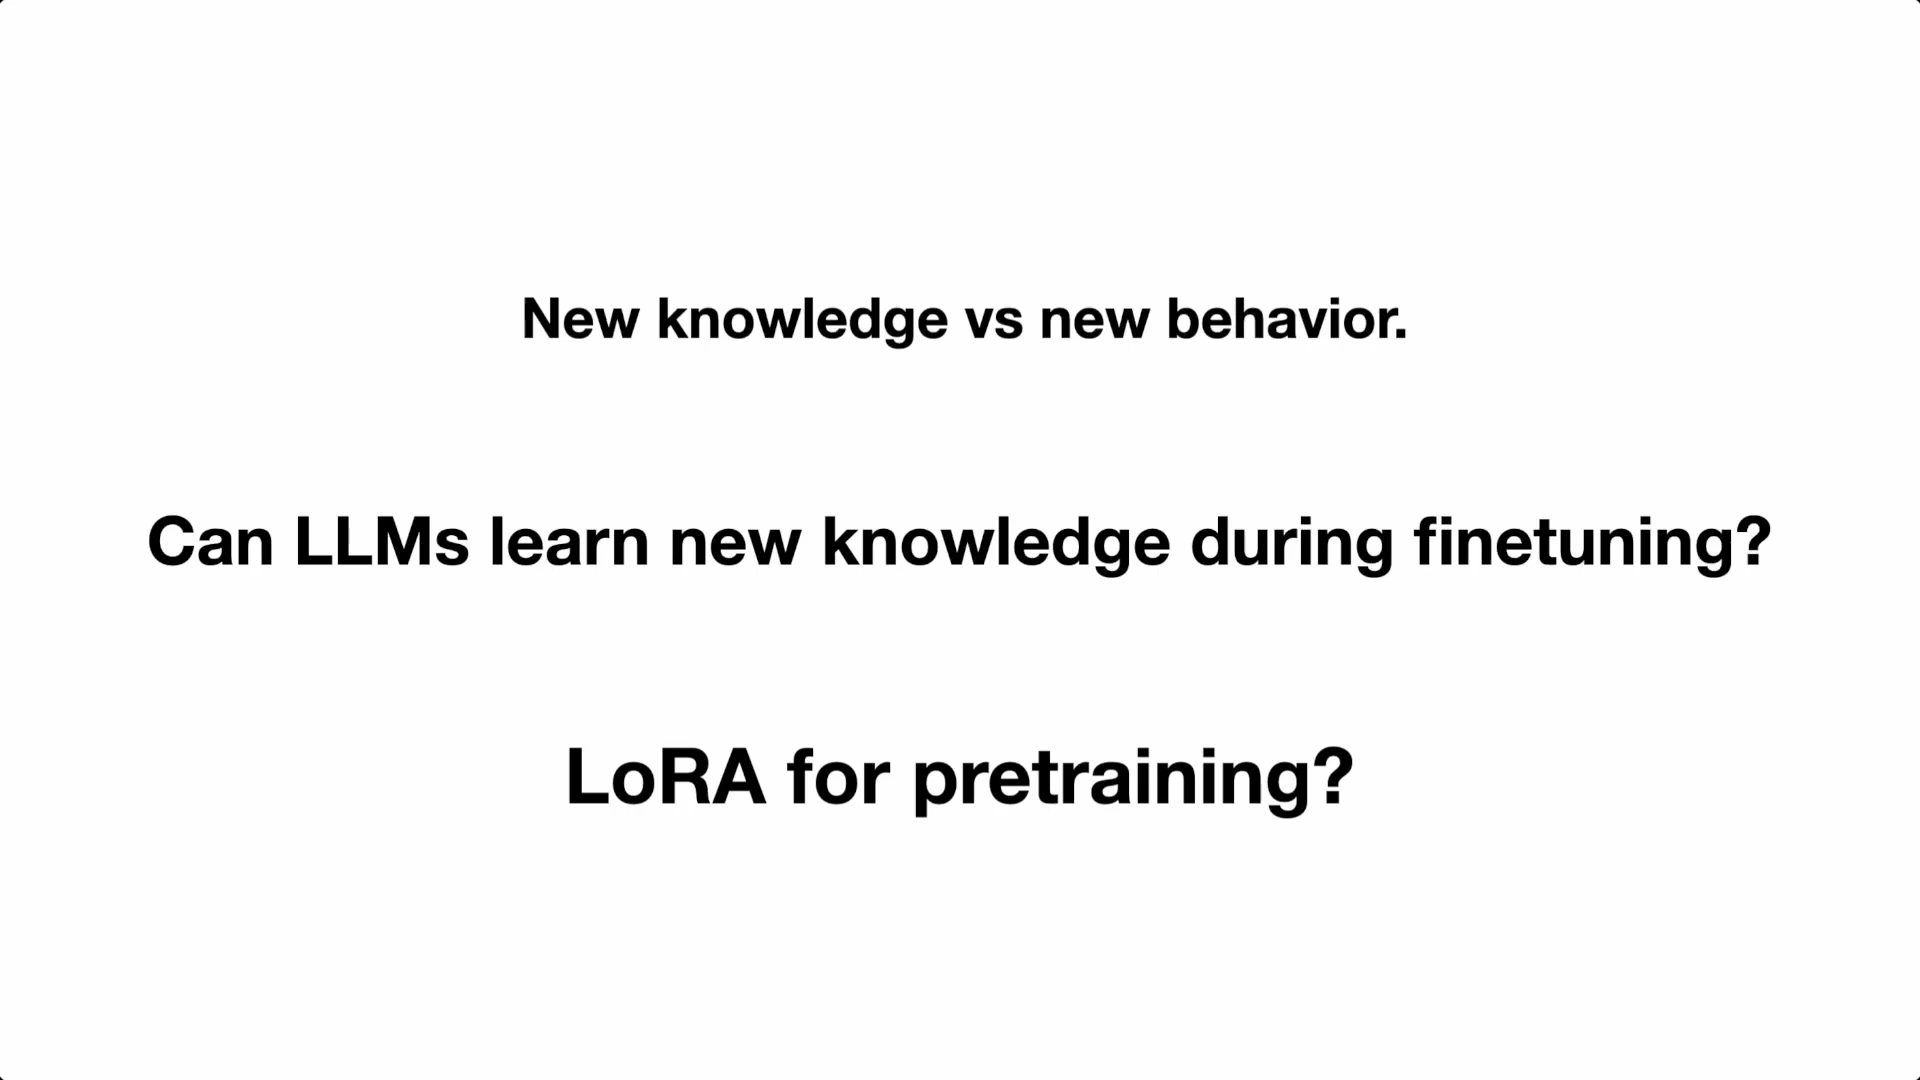 New knowledge vs new behavior.
Can LLMs learn new knowledge during finetuning?
LoRA for pretraining?